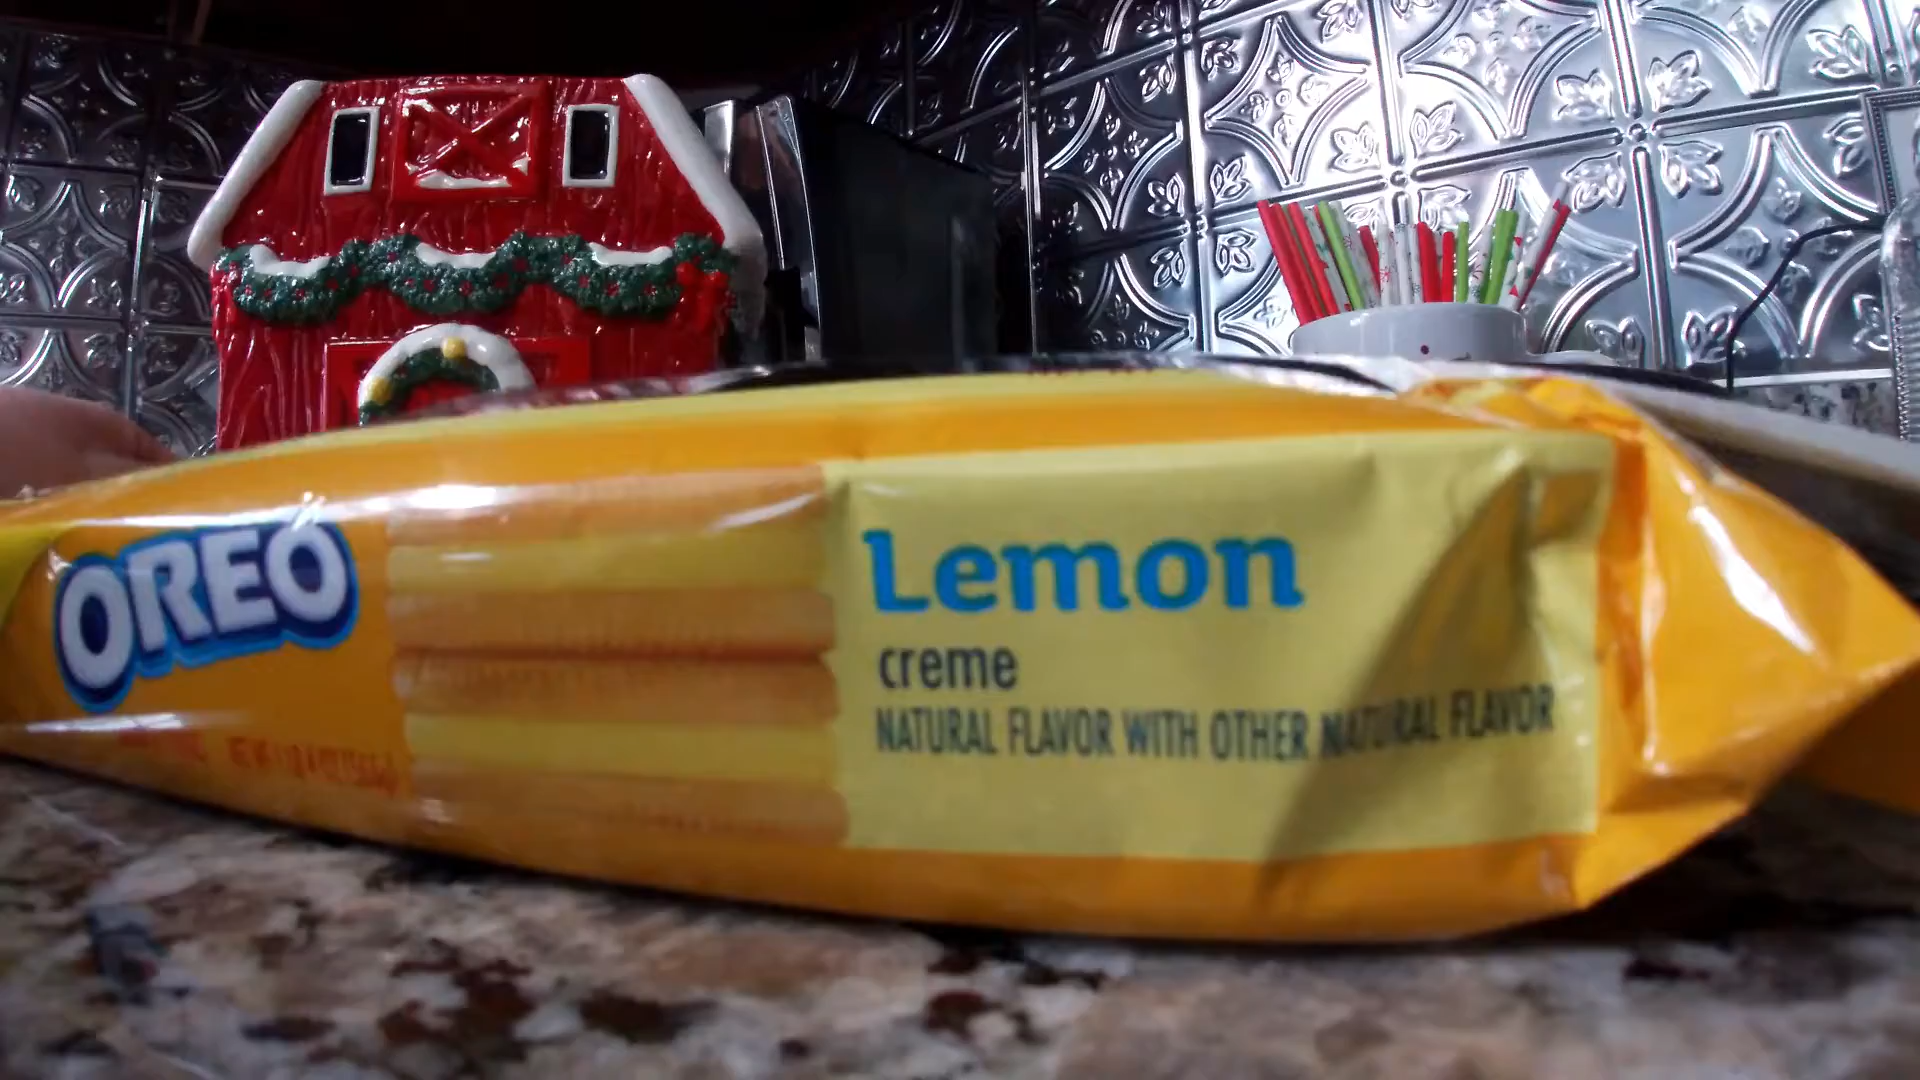 OREO
Lemon
creme
NATURAL FLAVOR WITH OTHER NATURAL FLAVOR